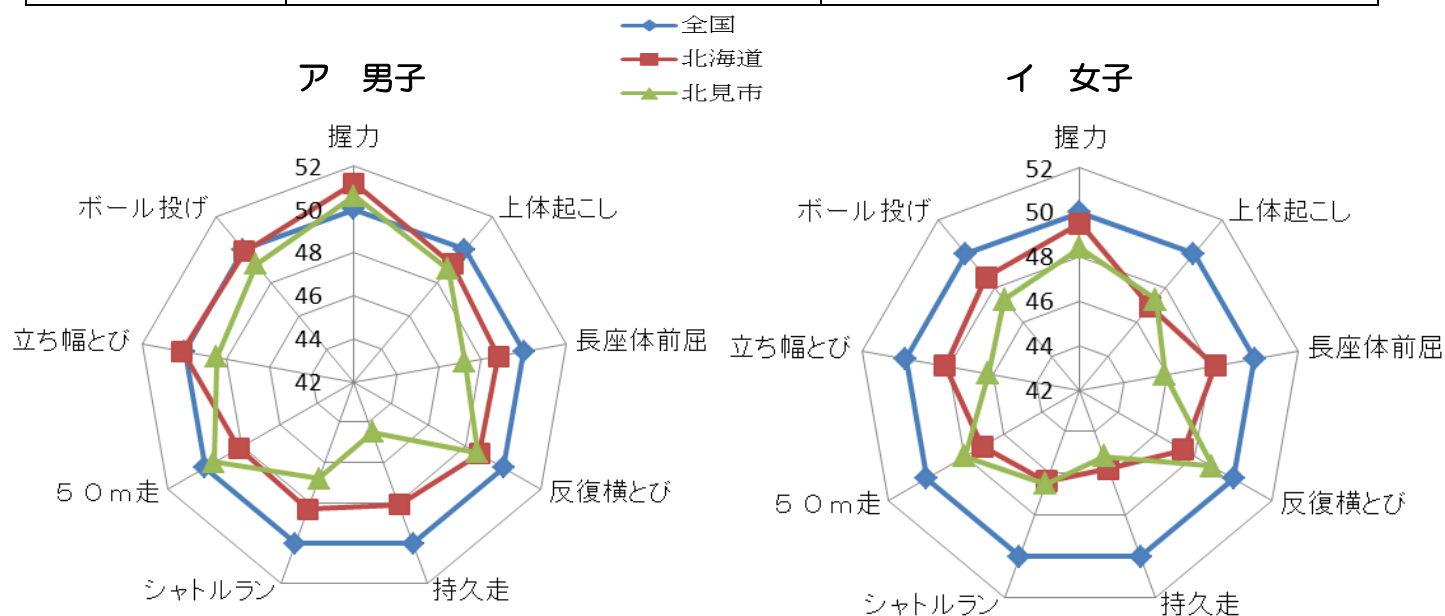 全国
北海道
北見市
ア 男子
握力
上体起こし
長座体前屈
反復横とび
持久走
シャトルラン
５０ｍ走
立ち幅とび
ボール投げ
52
50
48
46
44
42
イ 女子
握力
上体起こし
長座体前屈
反復横とび
持久走
シャトルラン
５０ｍ走
立ち幅とび
ボール投げ
52
50
48
46
44
42